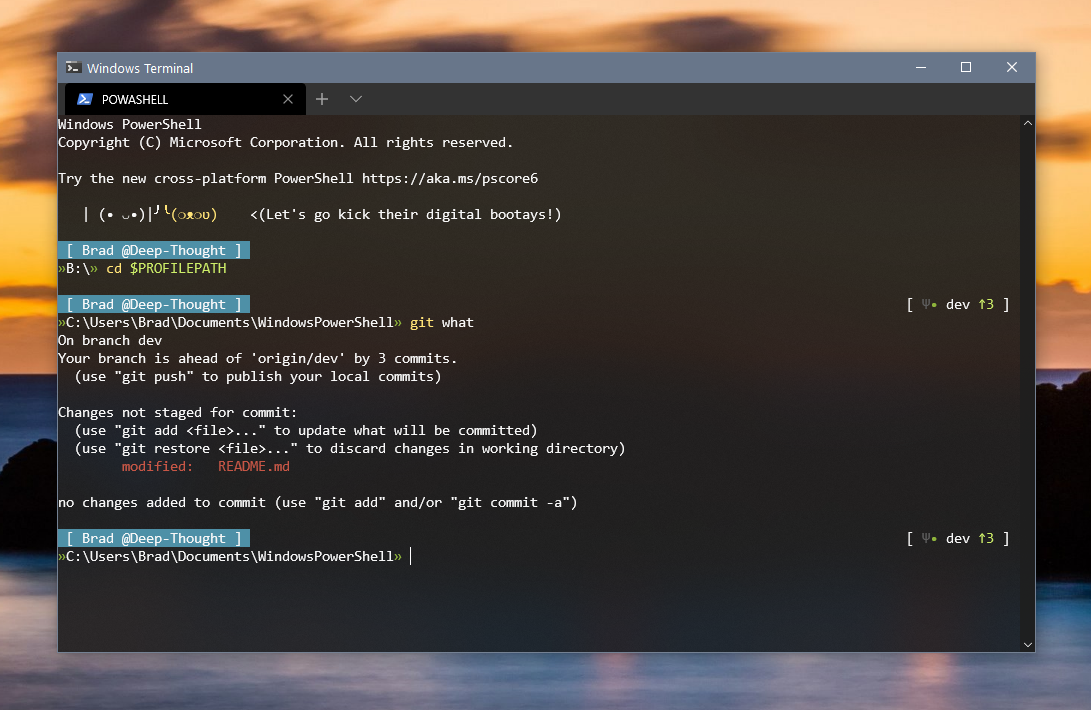 Windows Terminal
POWASHELL
Windows PowerShell
Copyright (C) Microsoft Corporation. All rights reserved.
Try the new cross-platform PowerShell https://aka.ms/pscore6
| (• ᴗ•)|╯╰(❍ᴥ❍ʋ)    <(Let's go kick their digital bootays!)
[ Brad @Deep-Thought ]
»B:\» cd $PROFILEPATH
[ Brad @Deep-Thought ] [ Ψ• dev ↑3 ]
»C:\Users\Brad\Documents\WindowsPowerShell» git what
On branch dev
Your branch is ahead of 'origin/dev' by 3 commits.
(use "git push" to publish your local commits)
Changes not staged for commit:
(use "git add <file>..." to update what will be committed)
(use "git restore <file>..." to discard changes in working directory)
modified:   README.md
no changes added to commit (use "git add" and/or "git commit -a")
[ Brad @Deep-Thought ] [ Ψ• dev ↑3 ]
»C:\Users\Brad\Documents\WindowsPowerShell»